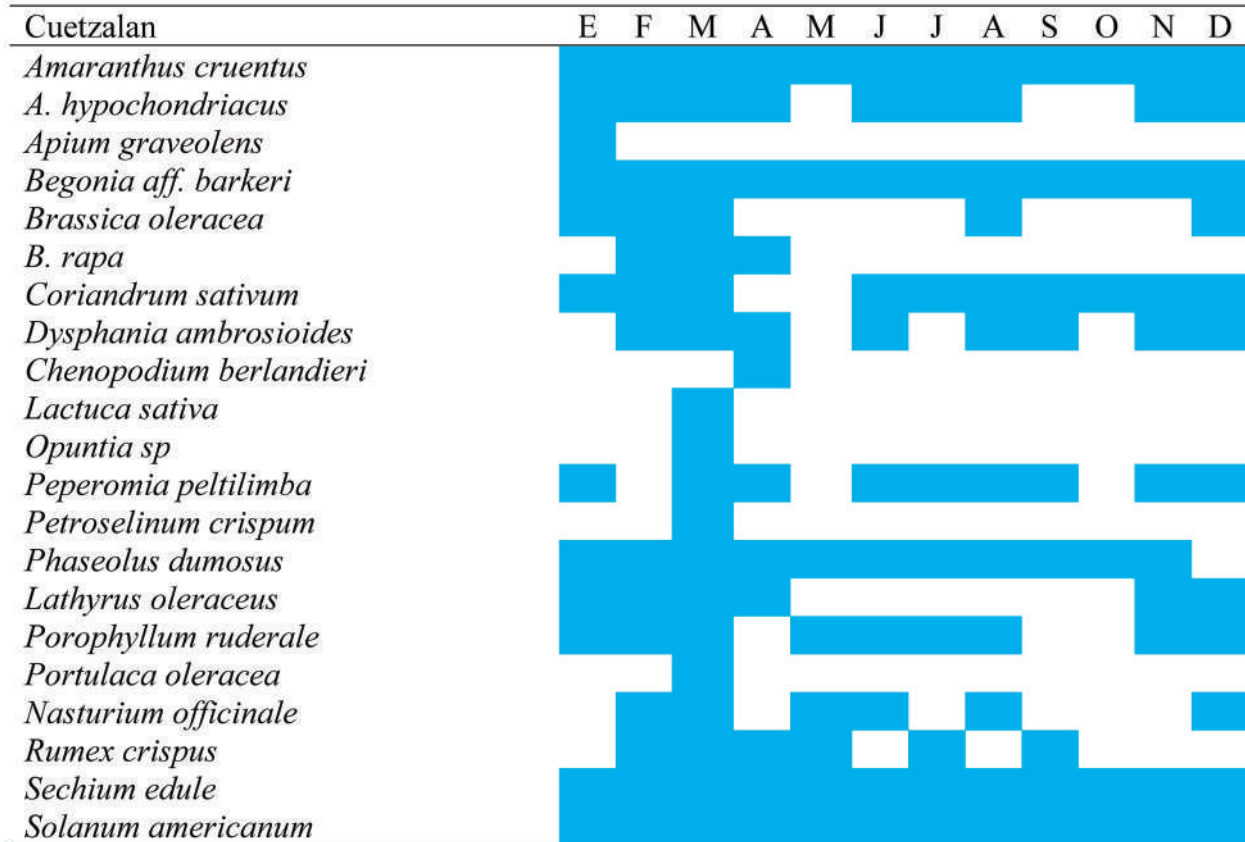 Cuetzalan E F M A M J J A S O N D
Amaranthus cruentus
A. hypochondriacus
Apium graveolens
Begonia aff. barkeri
Brassica oleracea
B. rapa
Coriandrum sativum
Dysphania ambrosioides
Chenopodium berlandieri
Lactuca sativa
Opuntia sp
Peperomia peltilimba
Petroselinum crispum
Phaseolus dumosus
Lathyrus oleraceus
Porophyllum ruderale
Portulaca oleracea
Nasturium officinale
Rumex crispus
Sechium edule
Solanum americanum